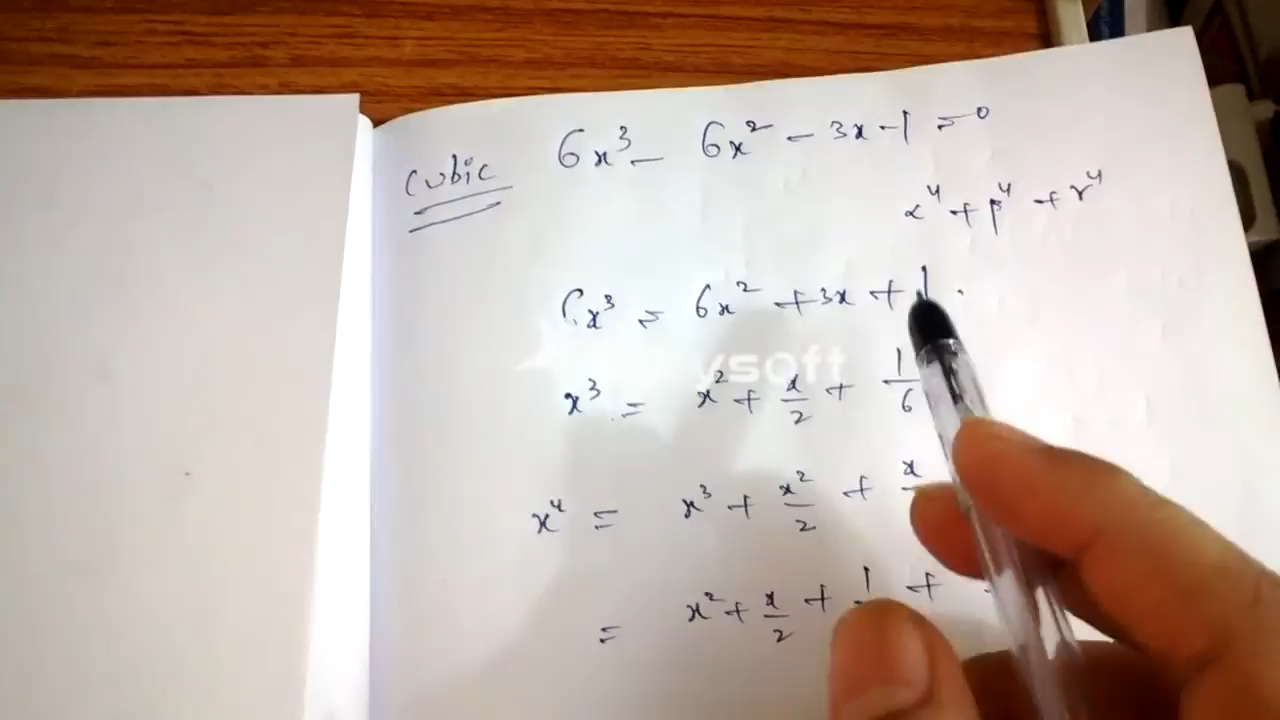 cubic 6x³ - 6x² - 3x - 1 = 0
α⁴ + β⁴ + γ⁴
6x³ = 6x² + 3x + 1.
x³ = x² + x/2 + 1/6
x⁴ = x³ + x²/2 + x
= x² + x/2 + 1 +